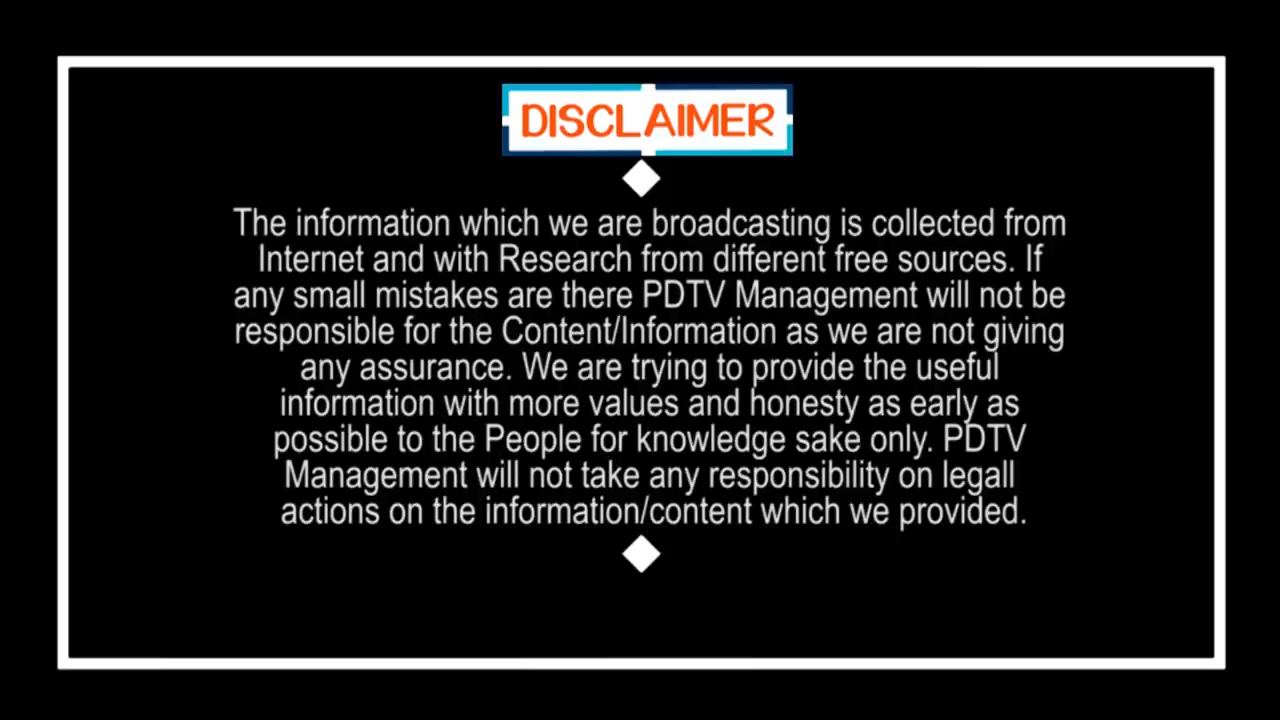 DISCLAIMER
The information which we are broadcasting is collected from
Internet and with Research from different free sources. If
any small mistakes are there PDTV Management will not be
responsible for the Content/Information as we are not giving
any assurance. We are trying to provide the useful
information with more values and honesty as early as
possible to the People for knowledge sake only. PDTV
Management will not take any responsibility on legall
actions on the information/content which we provided.